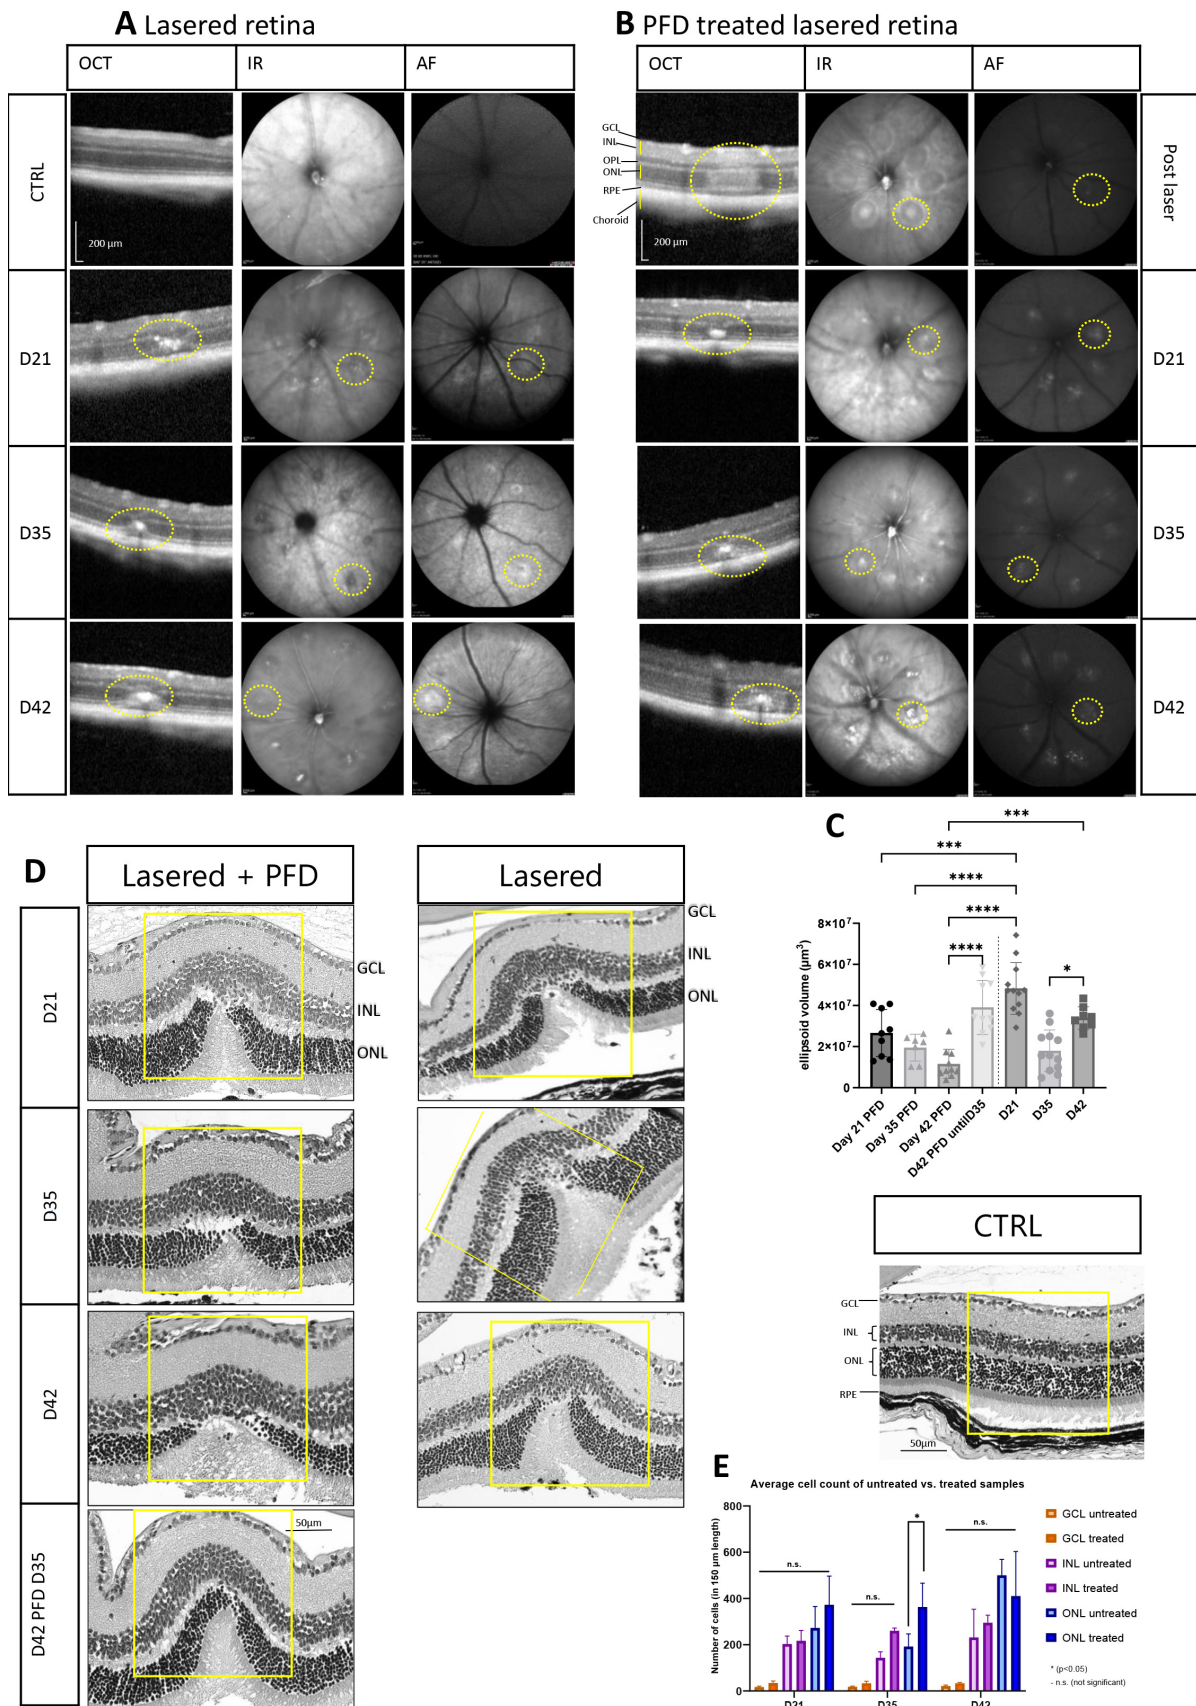 A Lasered retina
OCT IR AF
CTRL
200 µm
D21
D35
D42
B PFD treated lasered retina
OCT IR AF
GCL
INL
OPL
ONL
RPE
Choroid
200 µm
Post laser
D21
D35
D42
C
***
***
****
****
****
*
8×10⁷
6×10⁷
4×10⁷
2×10⁷
0
ellipsoid volume (µm³)
Day 21 PFD
Day 35 PFD
Day 42 PFD
D42 PFD untilD35
D21
D35
D42
D
Lasered + PFD
Lasered
D21
GCL
INL
ONL
GCL
INL
ONL
D35
D42
D42 PFD D35
50µm
CTRL
GCL
INL
ONL
RPE
50µm
E
Average cell count of untreated vs. treated samples
Number of cells (in 150 µm length)
800
600
400
200
0
n.s.
n.s.
*
n.s.
D21 D35 D42
GCL untreated
GCL treated
INL untreated
INL treated
ONL untreated
ONL treated
* (p<0.05)
- n.s. (not significant)